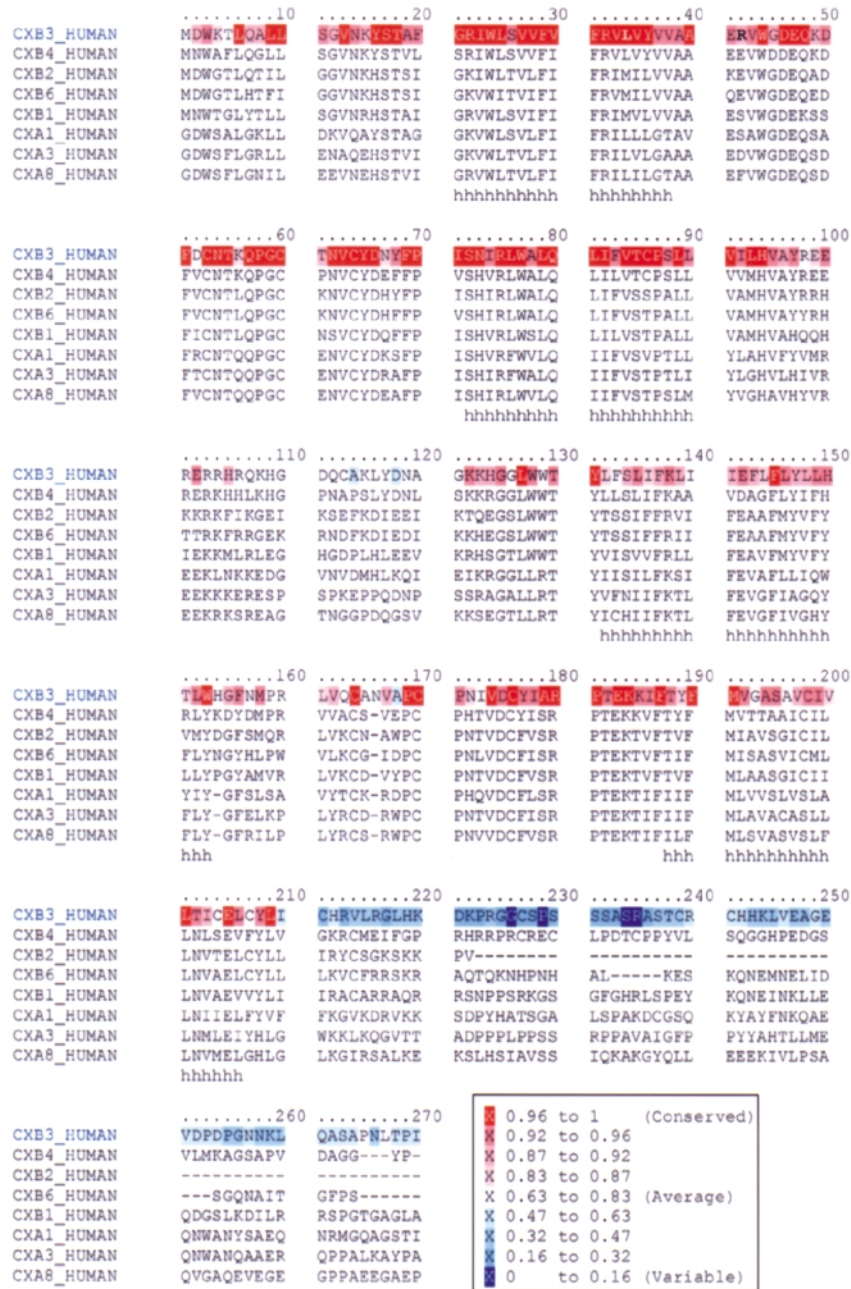 ........10 ........20 ........30 ........40 ........50
CXB3_HUMAN MDWKTLQALL SGVNKYSTAF GRIWLSVVFV FRVLVYVVAA ERVWGDEQKD
CXB4_HUMAN MNWAFLQGLL SGVNKYSTVL SRIWLSVVFI FRVLVYVVAA EEVWDDEQKD
CXB2_HUMAN MDWGTLQTIL GGVNKHSTSI GKIWLTVLFI FRIMILVVAA KEVWGDEQAD
CXB6_HUMAN MDWGTLHTFI GGVNKHSTSI GKVWITVIFI FRVMILVVAA QEVWGDEQED
CXB1_HUMAN MNWTGLYTLL SGVNRHSTAI GRVWLSVIFI FRIMVLVVAA ESVWGDEKSS
CXA1_HUMAN GDWSALGKLL DKVQAYSTAG GKVWLSVLFI FRILLLGTAV ESAWGDEQSA
CXA3_HUMAN GDWSFLGRLL ENAQEHSTVI GKVWLTVLFI FRILVLGAAA EDVWGDEQSD
CXA8_HUMAN GDWSFLGNIL EEVNEHSTVI GKVWLTVLFI FRILILGTAA EFVWGDEQSD
hhhhhhhhhh hhhhhhhh
........60 ........70 ........80 ........90 .......100
CXB3_HUMAN FDCNTKQPGC TNVCYDNYFP ISNIRLWALQ LIFVTCPSLL VILHVAYREE
CXB4_HUMAN FVCNTKQPGC PNVCYDEFFP VSHVRLWALQ LILVTCPSLL VVMHVAYREE
CXB2_HUMAN FVCNTLQPGC KNVCYDHYFP ISHIRLWALQ LIFVSSPALL VAMHVAYRRH
CXB6_HUMAN FVCNTLQPGC KNVCYDHFFP VSHIRLWALQ LIFVSTPALL VAMHVAYYRH
CXB1_HUMAN FICNTLQPGC NSVCYDQFFP ISHVRLWSLQ LILVSTPALL VAMHVAHQQH
CXA1_HUMAN FRCNTQQPGC ENVCYDKSFP ISHVRFWVLQ IIFVSVPTLL YLAHVFYVMR
CXA3_HUMAN FTCNTQQPGC ENVCYDRAFP ISHIRFWALQ IIFVSTPTLI YLGHVLHIVR
CXA8_HUMAN FVCNTQQPGC ENVCYDEAFP ISHIRLWVLQ IIFVSTPSLM YVGHAVHYVR
hhhhhhhhh hhhhhhhhhh
.......110 .......120 .......130 .......140 .......150
CXB3_HUMAN RERRHRQKHG DQCAKLYDNA GKKHGGLWWT YLFSLIFKLI IEFLFLYLLH
CXB4_HUMAN RERKHHLKHG PNAPSLYDNL SKKRGGLWWT YLLSLIFKAA VDAGFLYIFH
CXB2_HUMAN KKRKFIKGEI KSEFKDIEEI KTQEGSLWWT YTSSIFFRVI FEAAFMYVFY
CXB6_HUMAN TTRKFRRGEK RNDFKDIEDI KKHEGSLWWT YTSSIFFRII FEAAFMYVFY
CXB1_HUMAN IEKKMLRLEG HGDPLHLEEV KRHSGTLWWT YVISVVFRLL FEAVFMYVFY
CXA1_HUMAN EEKLNKKEDG VNVDMHLKQI EIKRGGLLRT YIISILFKSI FEVAFLLIQW
CXA3_HUMAN EEKKKERESP SPKEPPQDNP SSRAGALLRT YVFNIIFKTL FEVGFIAGQY
CXA8_HUMAN EEKRKSREAG TNGGPDQGSV KKSEGTLLRT YICHIIFKTL FEVGFIVGHY
hhhhhhhhh hhhhhhhhhh
.......160 .......170 .......180 .......190 .......200
CXB3_HUMAN TLWHGFNMPR LVQCANVAPC PNIVDCYIAR PTEKKIFTYF MVGASAVCIV
CXB4_HUMAN RLYKDYDMPR VVACS-VEPC PHTVDCYISR PTEKKVFTYF MVTTAAICIL
CXB2_HUMAN VMYDGFSMQR LVKCN-AWPC PNTVDCFVSR PTEKTVFTVF MIAVSGICIL
CXB6_HUMAN FLYNGYHLPW VLKCG-IDPC PNLVDCFISR PTEKTVFTIF MISASVICML
CXB1_HUMAN LLYPGYAMVR LVKCD-VYPC PNTVDCFVSR PTEKTVFTVF MLAASGICII
CXA1_HUMAN YIY-GFSLSA VYTCKR-DPC PHQVDCFLSR PTEKTIFIIF MLVVSLVSLA
CXA3_HUMAN FLY-GFELKP LYRCD-RWPC PNTVDCFISR PTEKTIFIIF MLAVACASLL
CXA8_HUMAN FLY-GFRILP LYRCS-RWPC PNVVDCFVSR PTEKTIFILF MLSVASVSLF
hhh hhh hhhhhhhhhh
.......210 .......220 .......230 .......240 .......250
CXB3_HUMAN LTICELCYLI CHRVLRGLHK DKPRGGCSPS SSASRASTCR CHHKLVEAGE
CXB4_HUMAN LNLSEVFYLV GKRCMEIFGP RHRRPRCREC LPDTCPPYVL SQGGHPEDGS
CXB2_HUMAN LNVTELCYLL IRYCSGKSKK PV-------- ---------- ----------
CXB6_HUMAN LNVAELCYLL LKVCFRRSKR AQTQKNHPNH AL-----KES KQNEMNELID
CXB1_HUMAN LNVAEVVYLI IRACARRAQR RSNPPSRKGS GFGHRLSPEY KQNEINKLLE
CXA1_HUMAN LNIIELFYVF FKGVKDRVKK SDPYHATSGA LSPAKDCGSQ KYAYFNKQAE
CXA3_HUMAN LNMLEIYHLG WKKLKQGVTT ADPPPLPPSS RPPAVAIGFP PYYAHTLLME
CXA8_HUMAN LNVMELGHLG LKGIRSALKE KSLHSIAVSS IQKAKGYQLL EEEKIVLPSA
hhhhhh
.......260 .......270
CXB3_HUMAN VDPDPGNNKL QASAPNLTPI
CXB4_HUMAN VLMKAGSAPV DAGG---YP-
CXB2_HUMAN ---------- ----------
CXB6_HUMAN ---SGQNAIT GFPS------
CXB1_HUMAN QDGSLKDILR RSPGTGAGLA
CXA1_HUMAN QNWANYSAEQ NRMGQAGSTI
CXA3_HUMAN QNWANQAAER QPPALKAYPA
CXA8_HUMAN QVGAQEVEGE GPPAEEGAEP
X 0.96 to 1 (Conserved)
X 0.92 to 0.96
X 0.87 to 0.92
X 0.83 to 0.87
X 0.63 to 0.83 (Average)
X 0.47 to 0.63
X 0.32 to 0.47
X 0.16 to 0.32
X 0 to 0.16 (Variable)